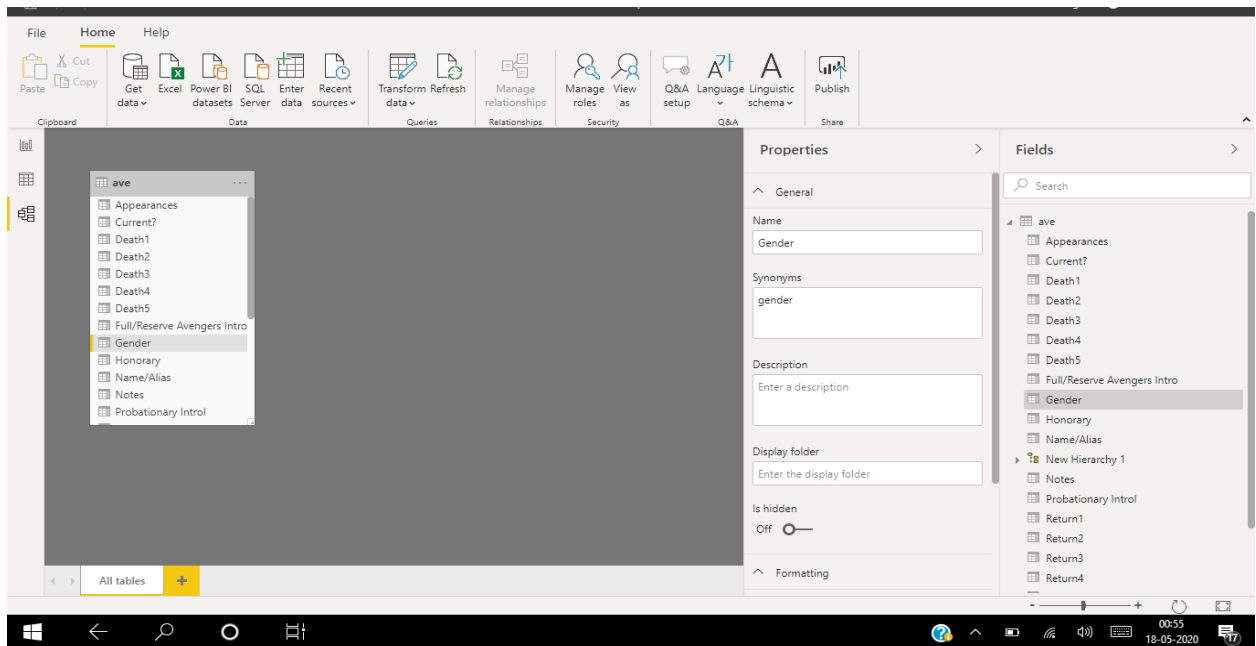 File Home Help
Cut
Copy
Paste
Get data
Excel
Power BI datasets
SQL Server
Enter data
Recent sources
Transform data
Refresh
Manage relationships
Manage roles
View as
Q&A setup
Language
Linguistic schema
Publish
Clipboard Data Queries Relationships Security Q&A Share
ave ...
Appearances
Current?
Death1
Death2
Death3
Death4
Death5
Full/Reserve Avengers Intro
Gender
Honorary
Name/Alias
Notes
Probationary Introl
Properties
General
Name
Gender
Synonyms
gender
Description
Enter a description
Display folder
Enter the display folder
Is hidden
Off
Formatting
Fields
Search
ave
Appearances
Current?
Death1
Death2
Death3
Death4
Death5
Full/Reserve Avengers Intro
Gender
Honorary
Name/Alias
New Hierarchy 1
Notes
Probationary Introl
Return1
Return2
Return3
Return4
All tables +
- +
00:55
18-05-2020
17